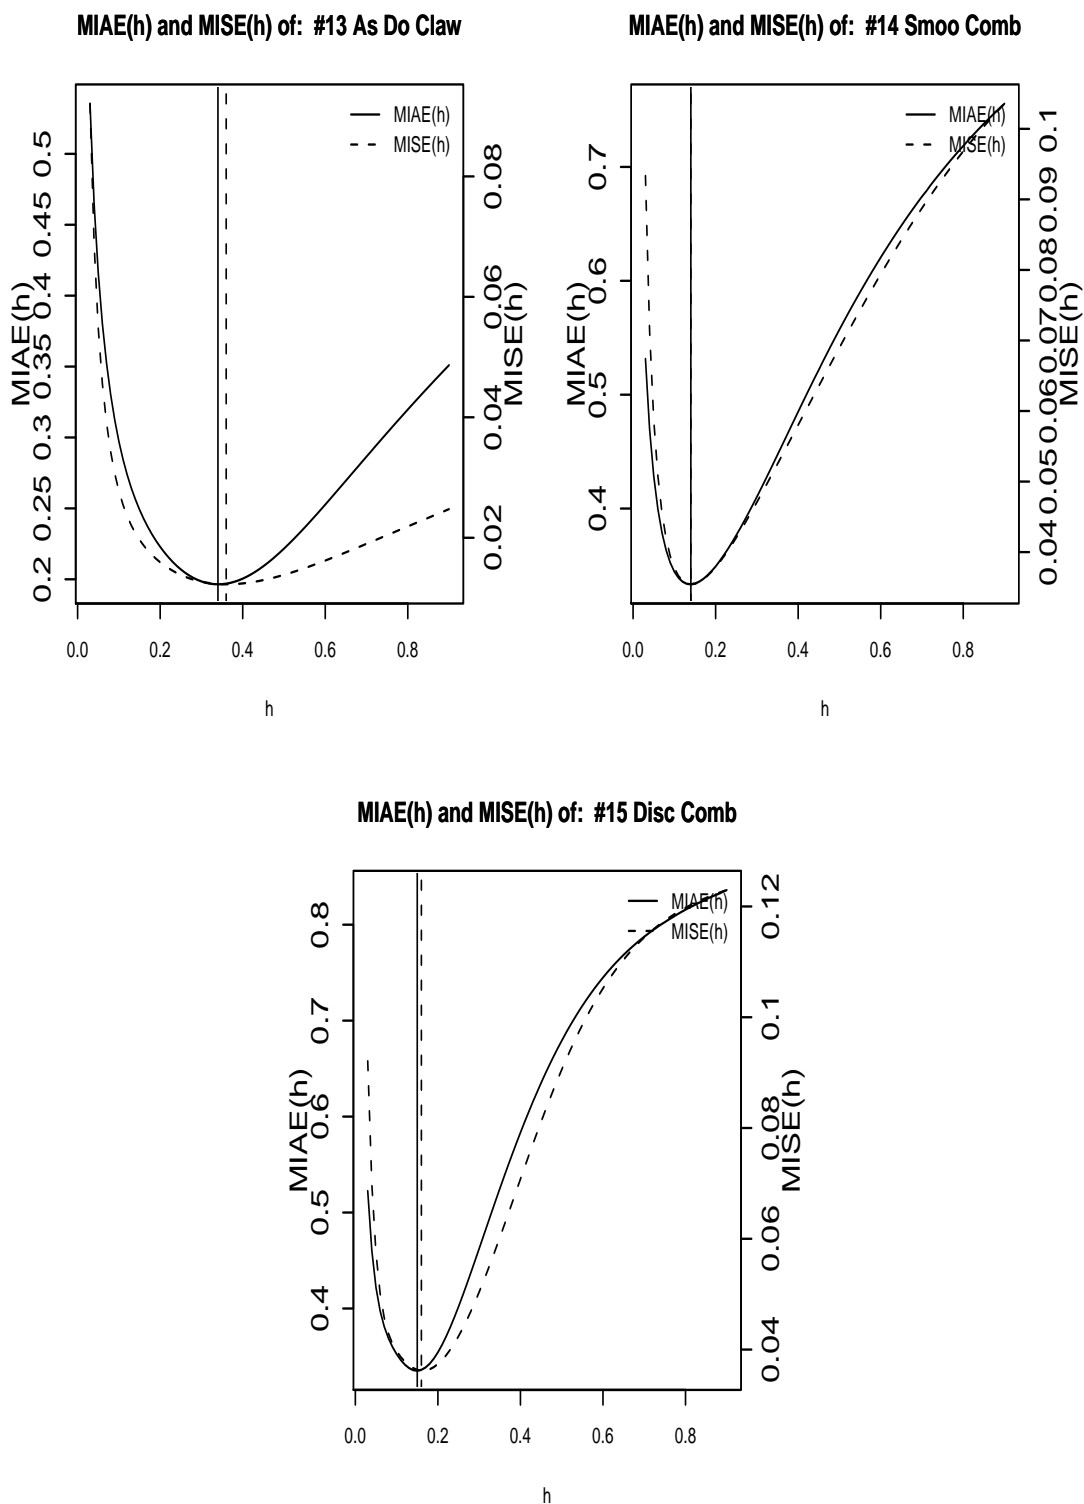 MIAE(h) and MISE(h) of: #13 As Do Claw
MIAE(h)
MISE(h)
MIAE(h)
0.2 0.25 0.3 0.35 0.4 0.45 0.5
MISE(h)
0.02 0.04 0.06 0.08
0.0 0.2 0.4 0.6 0.8
h
MIAE(h) and MISE(h) of: #14 Smoo Comb
MIAE(h)
MISE(h)
MIAE(h)
0.4 0.5 0.6 0.7
MISE(h)
0.04 0.05 0.06 0.07 0.08 0.09 0.1
0.0 0.2 0.4 0.6 0.8
h
MIAE(h) and MISE(h) of: #15 Disc Comb
MIAE(h)
MISE(h)
MIAE(h)
0.4 0.5 0.6 0.7 0.8
MISE(h)
0.04 0.06 0.08 0.1 0.12
0.0 0.2 0.4 0.6 0.8
h